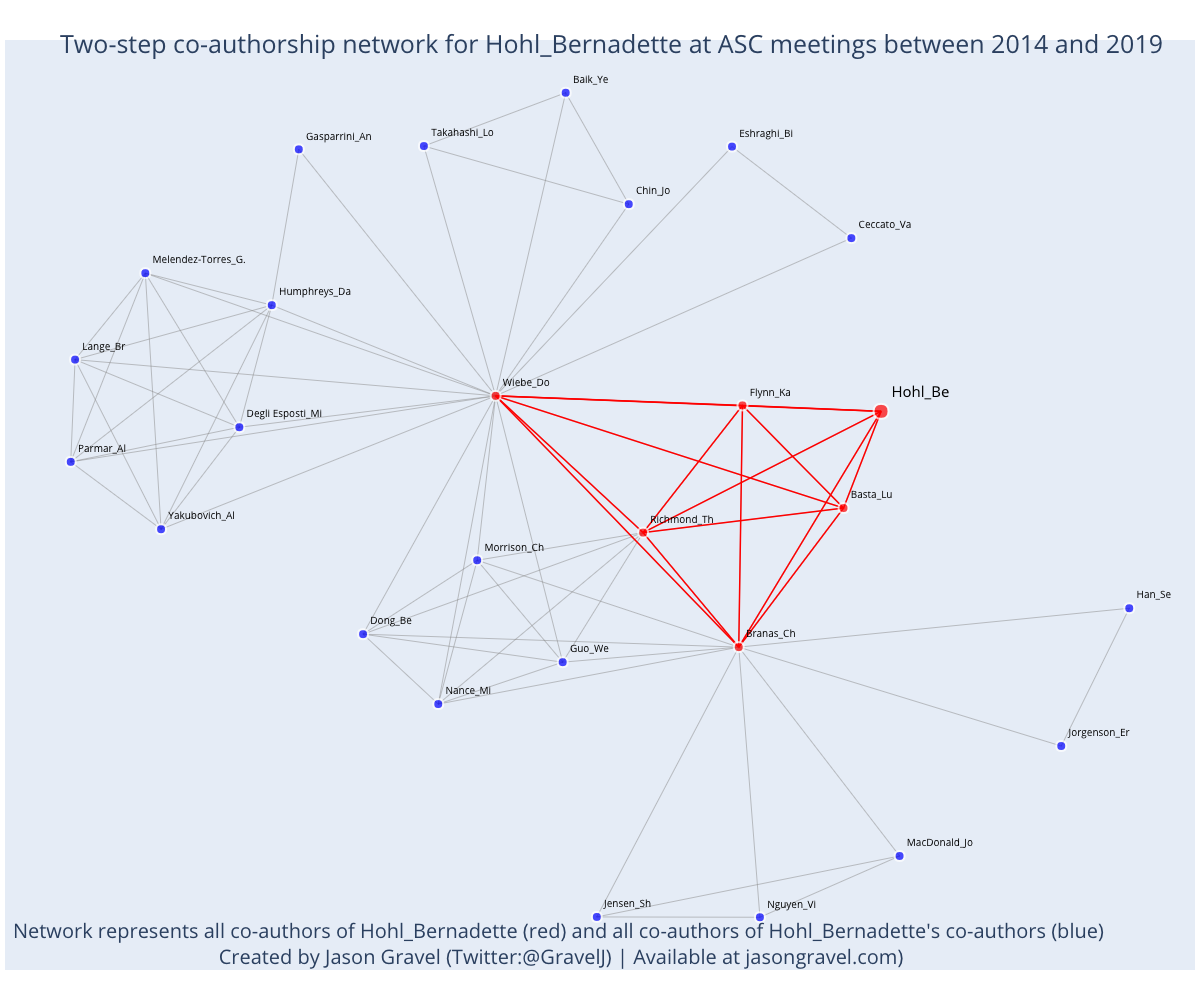 Two-step co-authorship network for Hohl_Bernadette at ASC meetings between 2014 and 2019
Baik_Ye
Takahashi_Lo
Gasparrini_An
Eshraghi_Bi
Chin_Jo
Ceccato_Va
Melendez-Torres_G.
Humphreys_Da
Lange_Br
Wiebe_Do
Flynn_Ka
Hohl_Be
Degli Esposti_Mi
Parmar_Al
Basta_Lu
Yakubovich_Al
Richmond_Th
Morrison_Ch
Han_Se
Dong_Be
Branas_Ch
Guo_We
Nance_Mi
Jorgenson_Er
MacDonald_Jo
Jensen_Sh
Nguyen_Vi
Network represents all co-authors of Hohl_Bernadette (red) and all co-authors of Hohl_Bernadette's co-authors (blue)
Created by Jason Gravel (Twitter:@GravelJ) | Available at jasongravel.com)